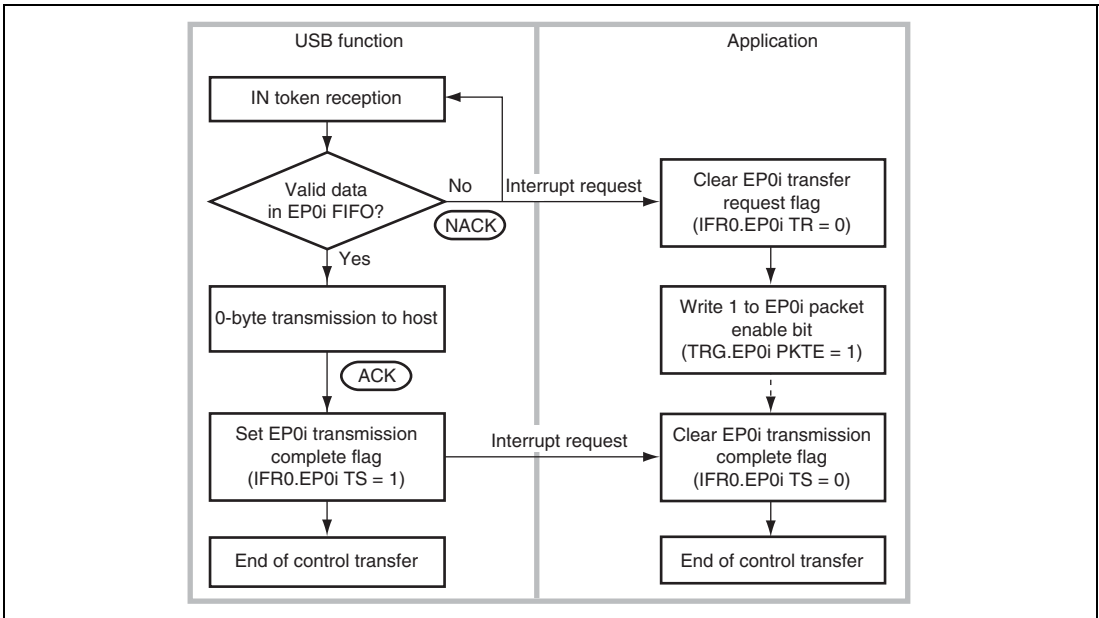 USB function
Application
IN token reception
Valid data
in EP0i FIFO?
No
NACK
Interrupt request
Clear EP0i transfer
request flag
(IFR0.EP0i TR = 0)
Yes
0-byte transmission to host
Write 1 to EP0i packet
enable bit
(TRG.EP0i PKTE = 1)
ACK
Set EP0i transmission
complete flag
(IFR0.EP0i TS = 1)
Interrupt request
Clear EP0i transmission
complete flag
(IFR0.EP0i TS = 0)
End of control transfer
End of control transfer